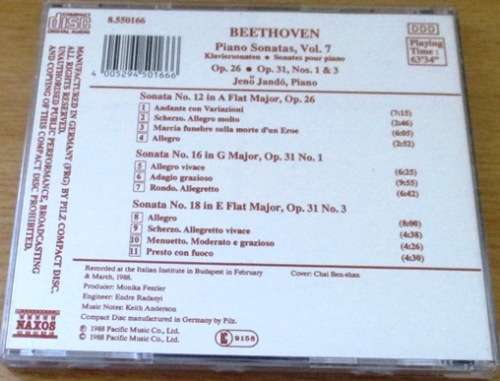 COMPACT
disc
DIGITAL AUDIO
8.550166
4 005294 501666
BEETHOVEN
Piano Sonatas, Vol. 7
Klaviersonaten • Sonates pour piano
Op. 26 • Op. 31, Nos. 1 & 3
Jenő Jandó, Piano
DDD
Playing
Time:
63'34"
Sonata No. 12 in A Flat Major, Op. 26
1 Andante con Variazioni (7:15)
2 Scherzo. Allegro molto (2:46)
3 Marcia funebre sulla morte d'un Eroe (6:05)
4 Allegro (2:52)
Sonata No. 16 in G Major, Op. 31 No. 1
5 Allegro vivace (6:25)
6 Adagio grazioso (9:55)
7 Rondo. Allegretto (6:42)
Sonata No. 18 in E Flat Major, Op. 31 No. 3
8 Allegro (8:00)
9 Scherzo. Allegretto vivace (4:38)
10 Menuetto. Moderato e grazioso (4:26)
11 Presto con fuoco (4:30)
Recorded at the Italian Institute in Budapest in February
& March, 1988.
Cover: Chai Ben-shan
Producer: Monika Feszler
Engineer: Endre Radanyi
Music Notes: Keith Anderson
Compact Disc manufactured in Germany by Pilz.
℗ 1988 Pacific Music Co., Ltd.
© 1988 Pacific Music Co., Ltd.
9156
NAXOS
MANUFACTURED IN GERMANY (FRG) BY PILZ COMPACT DISC.
ALL RIGHTS RESERVED.
UNAUTHORISED PUBLIC PERFORMANCE, BROADCASTING
AND COPYING OF THIS COMPACT DISC PROHIBITED.